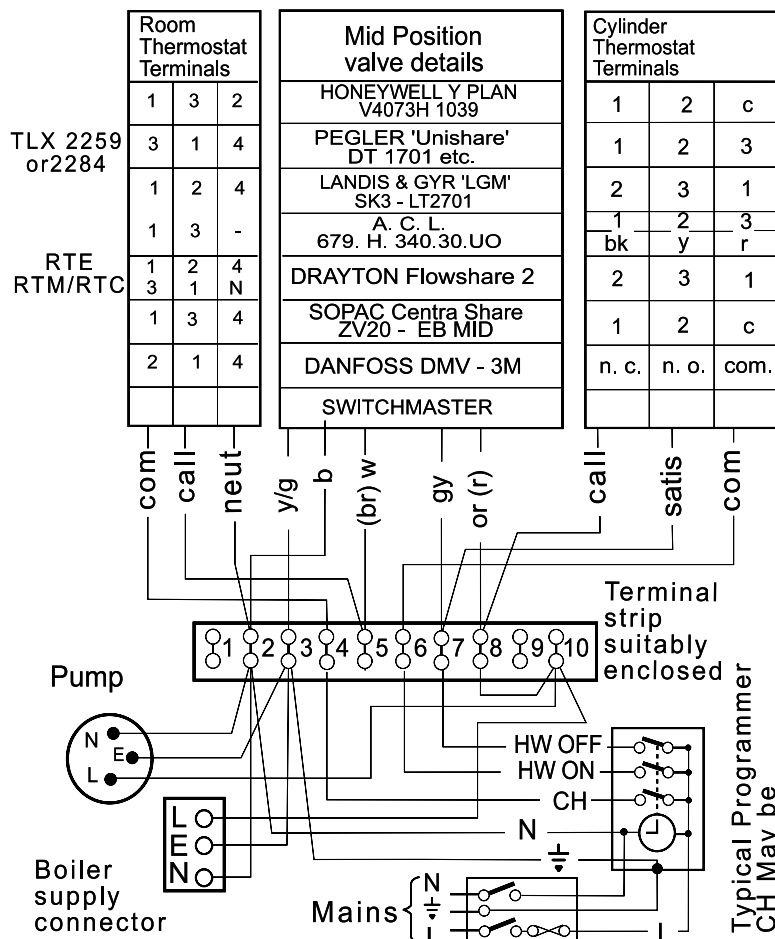 Room
Thermostat
Terminals
1 3 2
TLX 2259
or2284
3 1 4
1 2 4
1 3 -
RTE
RTM/RTC
1 2 4
3 1 N
1 3 4
2 1 4
Mid Position
valve details
HONEYWELL Y PLAN
V4073H 1039
PEGLER 'Unishare'
DT 1701 etc.
LANDIS & GYR 'LGM'
SK3 - LT2701
A. C. L.
679. H. 340.30.UO
DRAYTON Flowshare 2
SOPAC Centra Share
ZV20 - EB MID
DANFOSS DMV - 3M
SWITCHMASTER
Cylinder
Thermostat
Terminals
1 2 c
1 2 3
2 3 1
1 2 3
bk y r
2 3 1
1 2 c
n. c. n. o. com.
com
call
neut
y/g
b
(br) w
gy
or (r)
call
satis
com
1 2 3 4 5 6 7 8 9 10
Terminal
strip
suitably
enclosed
Pump
N
E
L
HW OFF
HW ON
CH
N
L
E
N
Boiler
supply
connector
Mains
N
L
L
Typical Programmer
CH May be